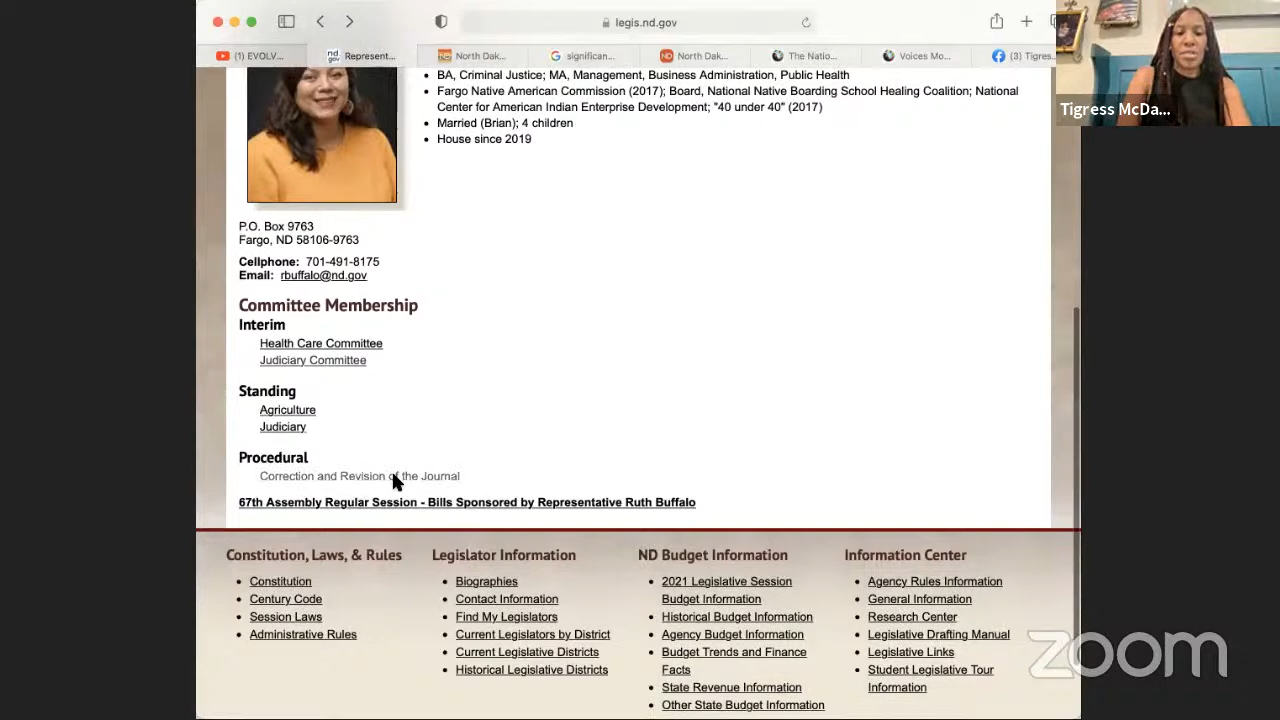 legis.nd.gov
(1) EVOLV...
nd.gov
Represent...
North Dak...
significan...
North Dak...
The Natio...
Voices Mo...
(3) Tigres...
Tigress McDa...
BA, Criminal Justice; MA, Management, Business Administration, Public Health
Fargo Native American Commission (2017); Board, National Native Boarding School Healing Coalition; National
Center for American Indian Enterprise Development; "40 under 40" (2017)
Married (Brian); 4 children
House since 2019
P.O. Box 9763
Fargo, ND 58106-9763
Cellphone: 701-491-8175
Email: rbuffalo@nd.gov
Committee Membership
Interim
Health Care Committee
Judiciary Committee
Standing
Agriculture
Judiciary
Procedural
Correction and Revision of the Journal
67th Assembly Regular Session - Bills Sponsored by Representative Ruth Buffalo
Constitution, Laws, & Rules
Constitution
Century Code
Session Laws
Administrative Rules
Legislator Information
Biographies
Contact Information
Find My Legislators
Current Legislators by District
Current Legislative Districts
Historical Legislative Districts
ND Budget Information
2021 Legislative Session
Budget Information
Historical Budget Information
Agency Budget Information
Budget Trends and Finance
Facts
State Revenue Information
Other State Budget Information
Information Center
Agency Rules Information
General Information
Research Center
Legislative Drafting Manual
Legislative Links
Student Legislative Tour
Information
zoom